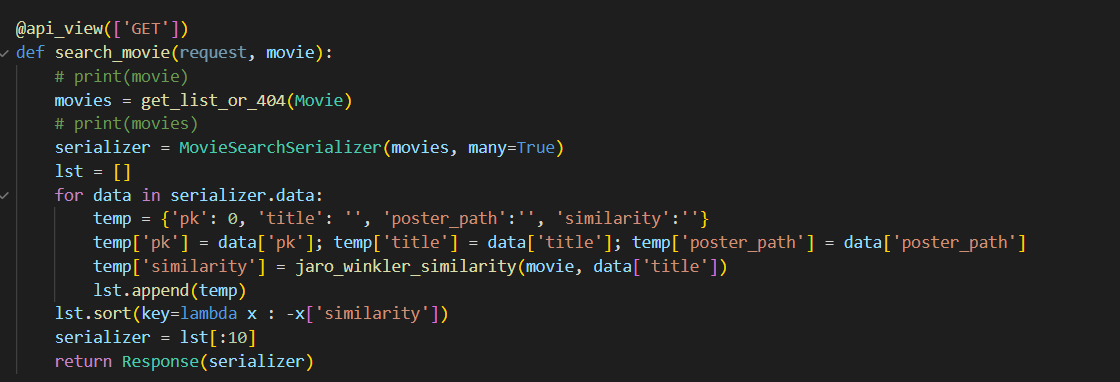 @api_view(['GET'])
def search_movie(request, movie):
    # print(movie)
    movies = get_list_or_404(Movie)
    # print(movies)
    serializer = MovieSearchSerializer(movies, many=True)
    lst = []
    for data in serializer.data:
        temp = {'pk': 0, 'title': '', 'poster_path':'', 'similarity':''}
        temp['pk'] = data['pk']; temp['title'] = data['title']; temp['poster_path'] = data['poster_path']
        temp['similarity'] = jaro_winkler_similarity(movie, data['title'])
        lst.append(temp)
    lst.sort(key=lambda x : -x['similarity'])
    serializer = lst[:10]
    return Response(serializer)